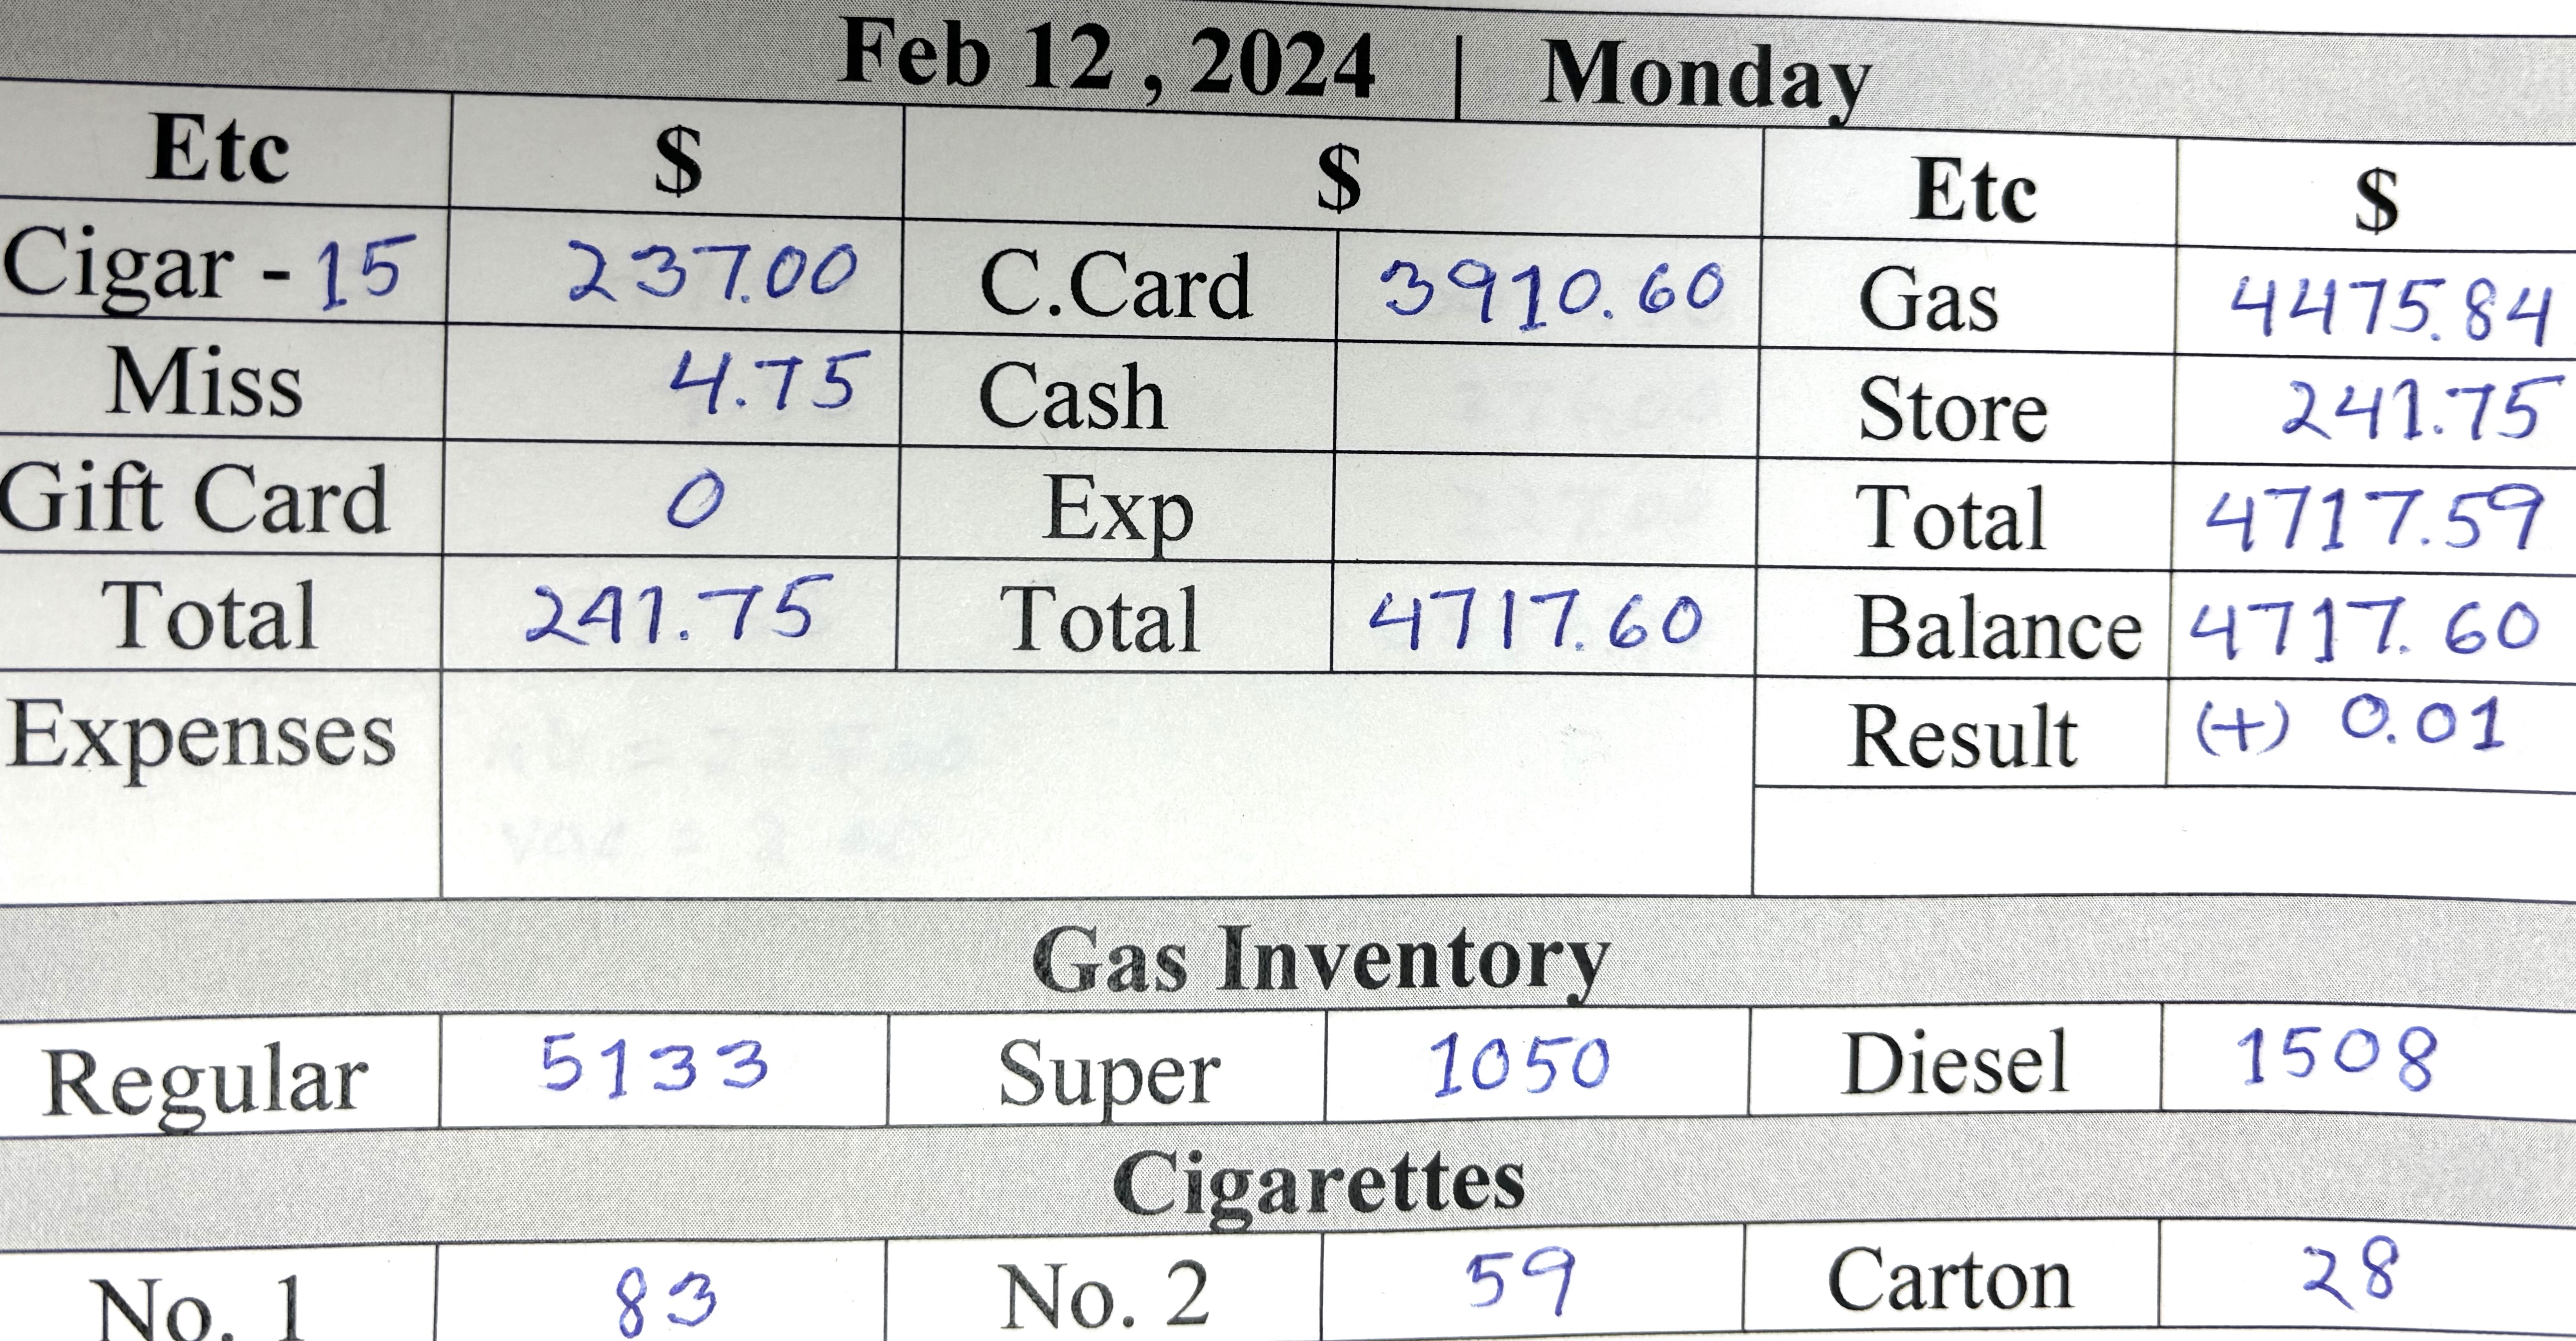 Feb 12 , 2024 | Monday
Etc $ $ Etc $
Cigar - 15 237.00 C.Card 3910.60 Gas 4475.84
Miss 4.75 Cash Store 241.75
Gift Card 0 Exp Total 4717.59
Total 241.75 Total 4717.60 Balance 4717.60
Expenses Result (+) 0.01
Gas Inventory
Regular 5133 Super 1050 Diesel 1508
Cigarettes
No. 1 83 No. 2 59 Carton 28